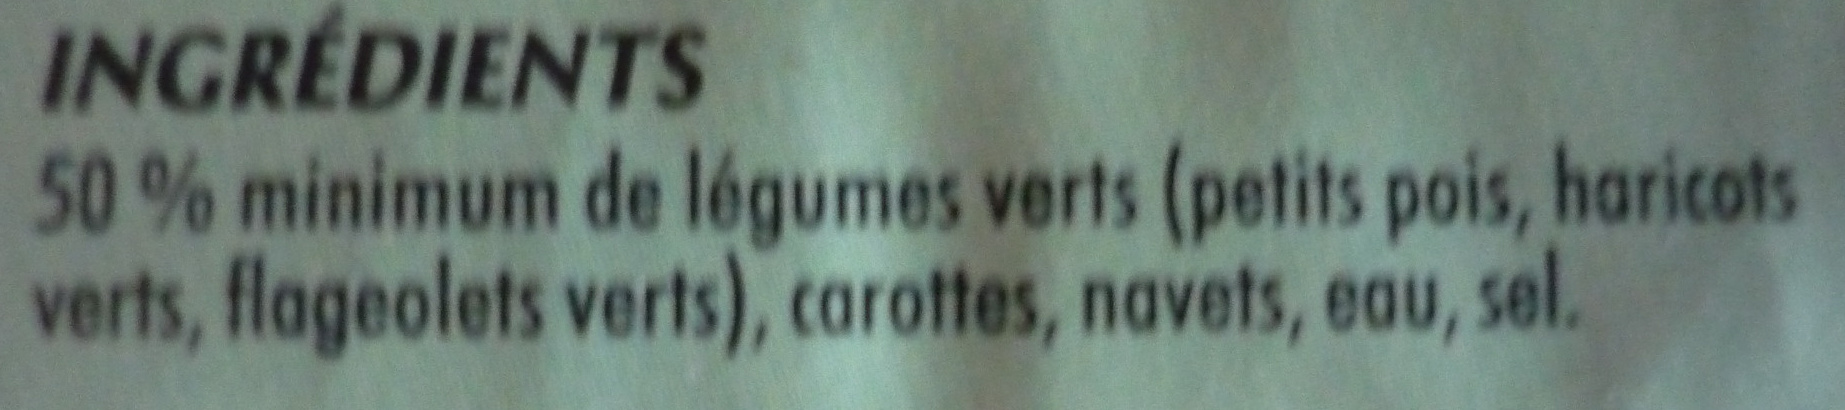 INGRÉDIENTS
50 % minimum de légumes verts (petits pois, haricots
verts, flageolets verts), carottes, navets, eau, sel.